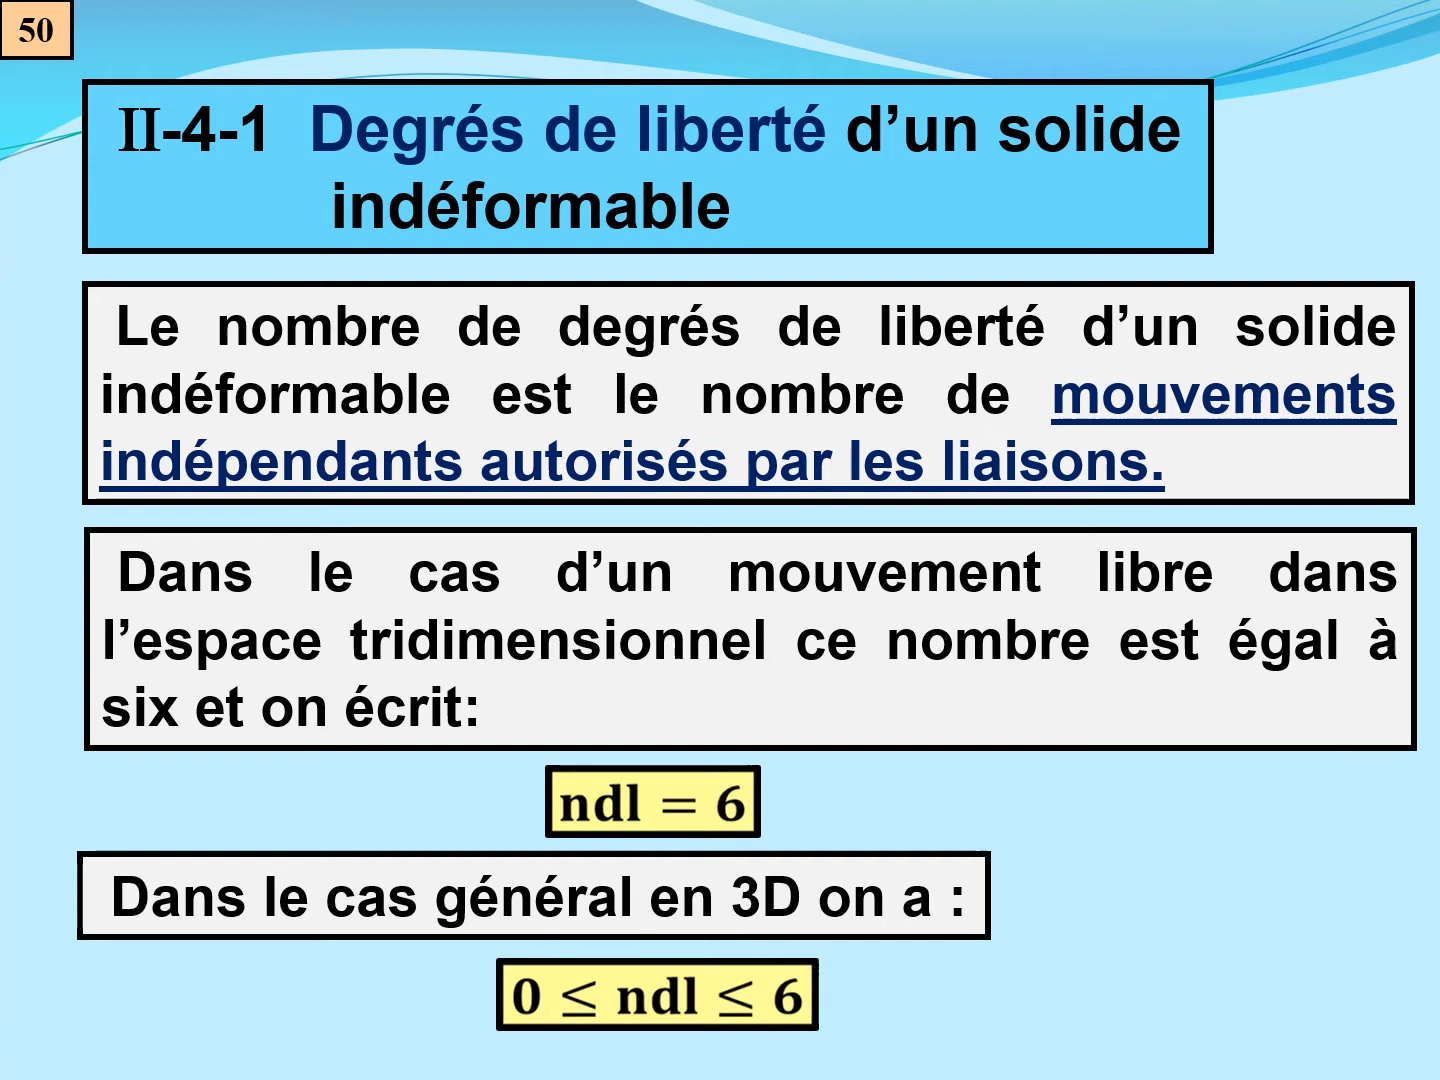 50
II-4-1 Degrés de liberté d’un solide
indéformable
Le nombre de degrés de liberté d’un solide
indéformable est le nombre de mouvements
indépendants autorisés par les liaisons.
Dans le cas d’un mouvement libre dans
l’espace tridimensionnel ce nombre est égal à
six et on écrit:
ndl = 6
Dans le cas général en 3D on a :
0 ≤ ndl ≤ 6